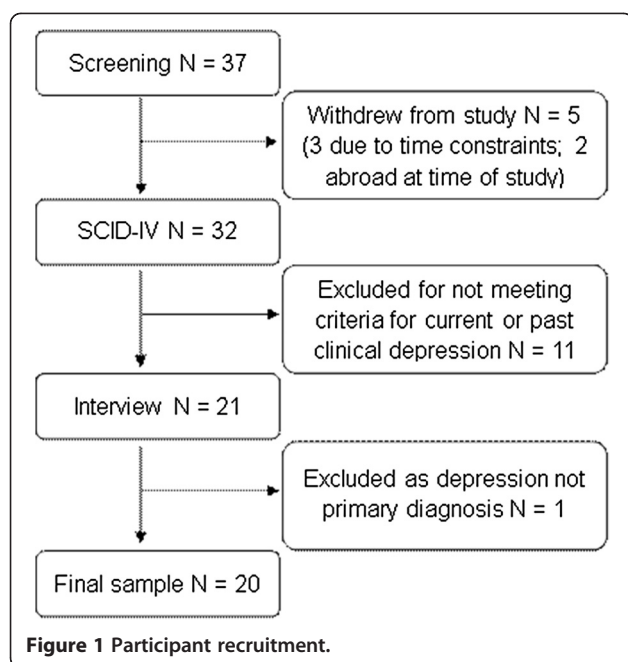 Screening N = 37
Withdrew from study N = 5
(3 due to time constraints; 2
abroad at time of study)
SCID-IV N = 32
Excluded for not meeting
criteria for current or past
clinical depression N = 11
Interview N = 21
Excluded as depression not
primary diagnosis N = 1
Final sample N = 20
Figure 1 Participant recruitment.